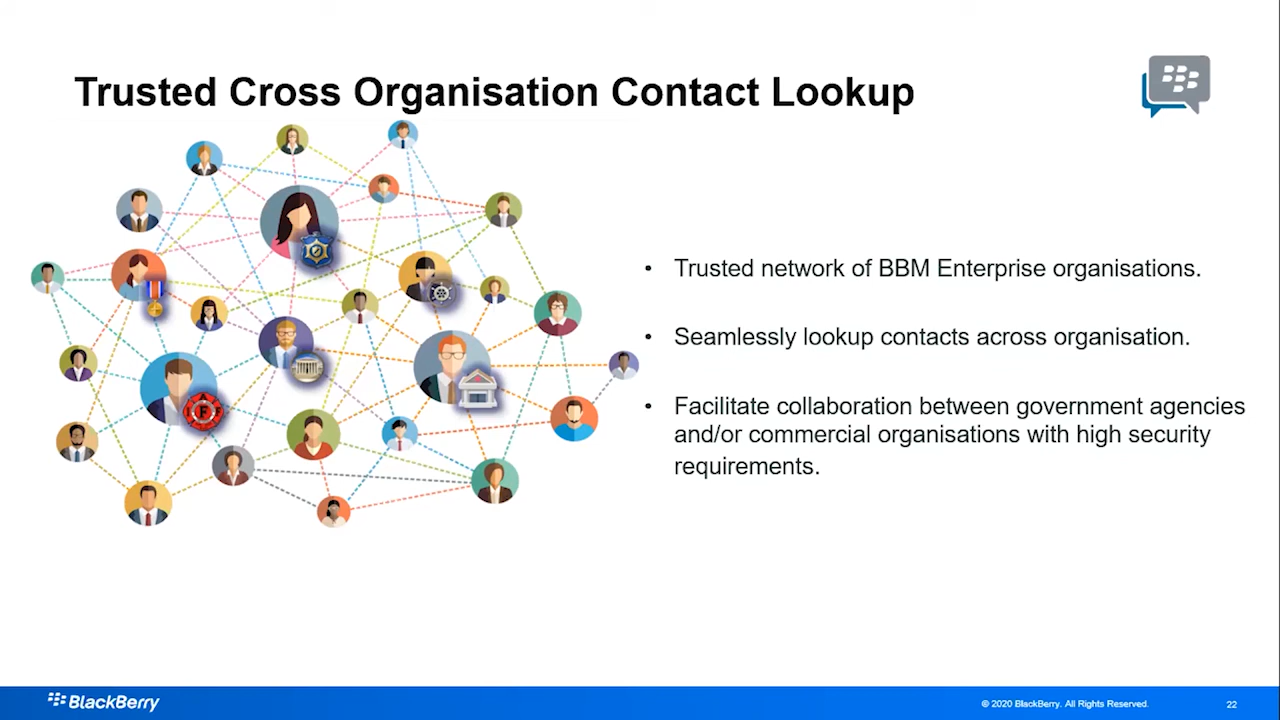 Trusted Cross Organisation Contact Lookup
• Trusted network of BBM Enterprise organisations.
• Seamlessly lookup contacts across organisation.
• Facilitate collaboration between government agencies
and/or commercial organisations with high security
requirements.
F
BlackBerry
© 2020 BlackBerry. All Rights Reserved.
22